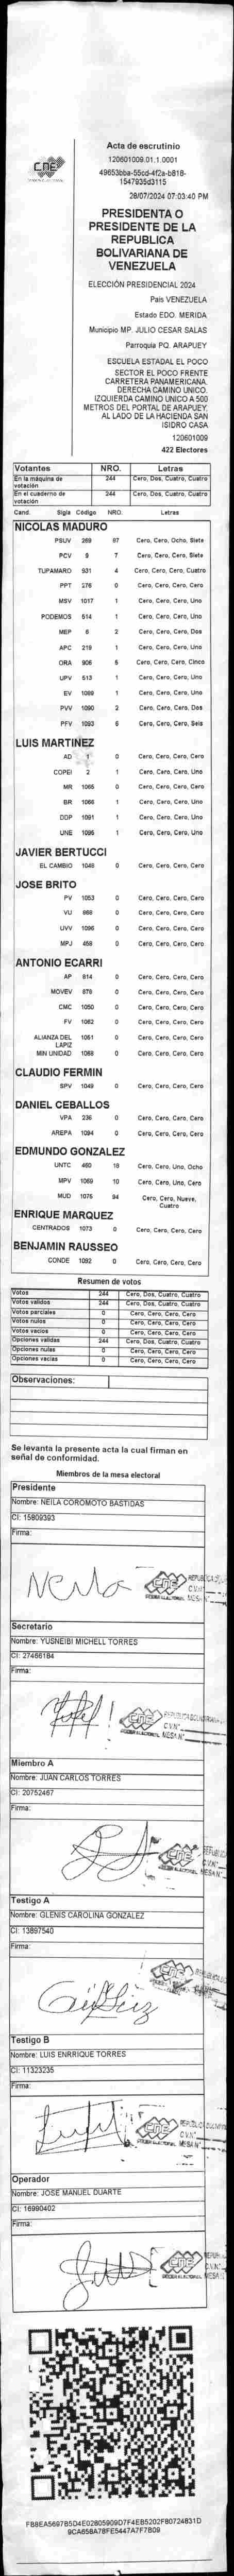 CNE
Acta de escrutinio
120601009.01.1.0001
49653bba-55cd-4f2a-b818-
1547935d3115
28/07/2024 07:03:40 PM
PRESIDENTA O
PRESIDENTE DE LA
REPUBLICA
BOLIVARIANA DE
VENEZUELA
ELECCIÓN PRESIDENCIAL 2024
País VENEZUELA
Estado EDO. MERIDA
Municipio MP. JULIO CESAR SALAS
Parroquia PQ. ARAPUEY
ESCUELA ESTADAL EL POCO
SECTOR EL POCO FRENTE
CARRETERA PANAMERICANA.
DERECHA CAMINO UNICO.
IZQUIERDA CAMINO UNICO A 500
METROS DEL PORTAL DE ARAPUEY.
AL LADO DE LA HACIENDA SAN
ISIDRO CASA
120601009
422 Electores
Votantes NRO. Letras
En la máquina de votación 244 Cero, Dos, Cuatro, Cuatro
En el cuaderno de votación 244 Cero, Dos, Cuatro, Cuatro
Cand. Sigla Código NRO. Letras
NICOLAS MADURO
PSUV 269 87 Cero, Cero, Ocho, Siete
PCV 9 7 Cero, Cero, Cero, Siete
TUPAMARO 931 4 Cero, Cero, Cero, Cuatro
PPT 276 0 Cero, Cero, Cero, Cero
MSV 1017 1 Cero, Cero, Cero, Uno
PODEMOS 514 1 Cero, Cero, Cero, Uno
MEP 6 2 Cero, Cero, Cero, Dos
APC 219 1 Cero, Cero, Cero, Uno
ORA 906 5 Cero, Cero, Cero, Cinco
UPV 513 1 Cero, Cero, Cero, Uno
EV 1089 1 Cero, Cero, Cero, Uno
PVV 1090 2 Cero, Cero, Cero, Dos
PFV 1093 6 Cero, Cero, Cero, Seis
LUIS MARTINEZ
AD 1 0 Cero, Cero, Cero, Cero
COPEI 2 1 Cero, Cero, Cero, Uno
MR 1065 0 Cero, Cero, Cero, Cero
BR 1066 1 Cero, Cero, Cero, Uno
DDP 1091 1 Cero, Cero, Cero, Uno
UNE 1095 1 Cero, Cero, Cero, Uno
JAVIER BERTUCCI
EL CAMBIO 1048 0 Cero, Cero, Cero, Cero
JOSE BRITO
PV 1053 0 Cero, Cero, Cero, Cero
VU 868 0 Cero, Cero, Cero, Cero
UVV 1096 0 Cero, Cero, Cero, Cero
MPJ 458 0 Cero, Cero, Cero, Cero
ANTONIO ECARRI
AP 814 0 Cero, Cero, Cero, Cero
MOVEV 879 0 Cero, Cero, Cero, Cero
CMC 1050 0 Cero, Cero, Cero, Cero
FV 1062 0 Cero, Cero, Cero, Cero
ALIANZA DEL LAPIZ 1051 0 Cero, Cero, Cero, Cero
MIN UNIDAD 1068 0 Cero, Cero, Cero, Cero
CLAUDIO FERMIN
SPV 1049 0 Cero, Cero, Cero, Cero
DANIEL CEBALLOS
VPA 236 0 Cero, Cero, Cero, Cero
AREPA 1094 0 Cero, Cero, Cero, Cero
EDMUNDO GONZALEZ
UNTC 460 18 Cero, Cero, Uno, Ocho
MPV 1069 10 Cero, Cero, Uno, Cero
MUD 1075 94 Cero, Cero, Nueve, Cuatro
ENRIQUE MARQUEZ
CENTRADOS 1073 0 Cero, Cero, Cero, Cero
BENJAMIN RAUSSEO
CONDE 1092 0 Cero, Cero, Cero, Cero
Resumen de votos
Votos 244 Cero, Dos, Cuatro, Cuatro
Votos validos 244 Cero, Dos, Cuatro, Cuatro
Votos parciales 0 Cero, Cero, Cero, Cero
Votos nulos 0 Cero, Cero, Cero, Cero
Votos vacios 0 Cero, Cero, Cero, Cero
Opciones validas 244 Cero, Dos, Cuatro, Cuatro
Opciones nulas 0 Cero, Cero, Cero, Cero
Opciones vacias 0 Cero, Cero, Cero, Cero
Observaciones:
Se levanta la presente acta la cual firman en
señal de conformidad.
Miembros de la mesa electoral
Presidente
Nombre: NEILA COROMOTO BASTIDAS
CI: 15809393
Firma:
Neila
Secretario
Nombre: YUSNEIBI MICHELL TORRES
CI: 27466184
Firma:
Miembro A
Nombre: JUAN CARLOS TORRES
CI: 20752467
Firma:
Testigo A
Nombre: GLENIS CAROLINA GONZALEZ
CI: 13897540
Firma:
Testigo B
Nombre: LUIS ENRRIQUE TORRES
CI: 11323235
Firma:
Operador
Nombre: JOSE MANUEL DUARTE
CI: 16990402
Firma:
FB8EA5697B5D4E02805909D7F4EB5202FB0724831D
9CA658A78FE5447A7F7B09